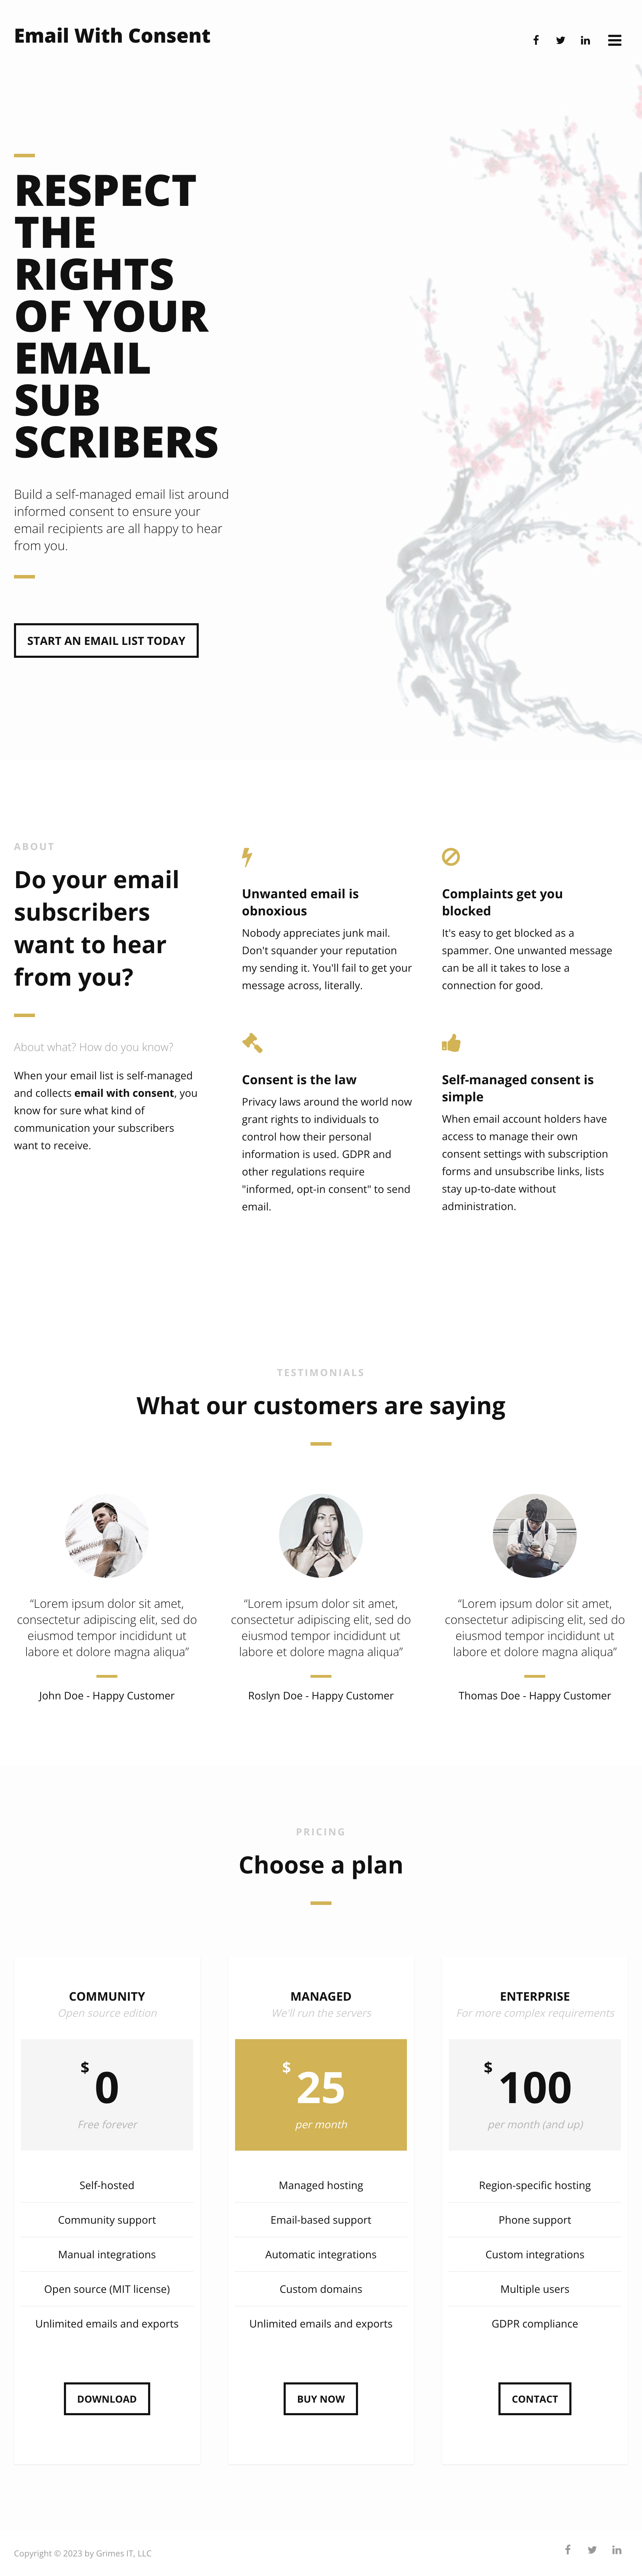 Email With Consent
RESPECT
THE
RIGHTS
OF YOUR
EMAIL
SUB
SCRIBERS
Build a self-managed email list around
informed consent to ensure your
email recipients are all happy to hear
from you.
START AN EMAIL LIST TODAY
ABOUT
Do your email
subscribers
want to hear
from you?
About what? How do you know?
When your email list is self-managed
and collects email with consent, you
know for sure what kind of
communication your subscribers
want to receive.
Unwanted email is
obnoxious
Nobody appreciates junk mail.
Don't squander your reputation
my sending it. You'll fail to get your
message across, literally.
Complaints get you
blocked
It's easy to get blocked as a
spammer. One unwanted message
can be all it takes to lose a
connection for good.
Consent is the law
Privacy laws around the world now
grant rights to individuals to
control how their personal
information is used. GDPR and
other regulations require
"informed, opt-in consent" to send
email.
Self-managed consent is
simple
When email account holders have
access to manage their own
consent settings with subscription
forms and unsubscribe links, lists
stay up-to-date without
administration.
TESTIMONIALS
What our customers are saying
“Lorem ipsum dolor sit amet,
consectetur adipiscing elit, sed do
eiusmod tempor incididunt ut
labore et dolore magna aliqua”
John Doe - Happy Customer
“Lorem ipsum dolor sit amet,
consectetur adipiscing elit, sed do
eiusmod tempor incididunt ut
labore et dolore magna aliqua”
Roslyn Doe - Happy Customer
“Lorem ipsum dolor sit amet,
consectetur adipiscing elit, sed do
eiusmod tempor incididunt ut
labore et dolore magna aliqua”
Thomas Doe - Happy Customer
PRICING
Choose a plan
COMMUNITY
Open source edition
$0
Free forever
Self-hosted
Community support
Manual integrations
Open source (MIT license)
Unlimited emails and exports
DOWNLOAD
MANAGED
We'll run the servers
$25
per month
Managed hosting
Email-based support
Automatic integrations
Custom domains
Unlimited emails and exports
BUY NOW
ENTERPRISE
For more complex requirements
$100
per month (and up)
Region-specific hosting
Phone support
Custom integrations
Multiple users
GDPR compliance
CONTACT
Copyright © 2023 by Grimes IT, LLC